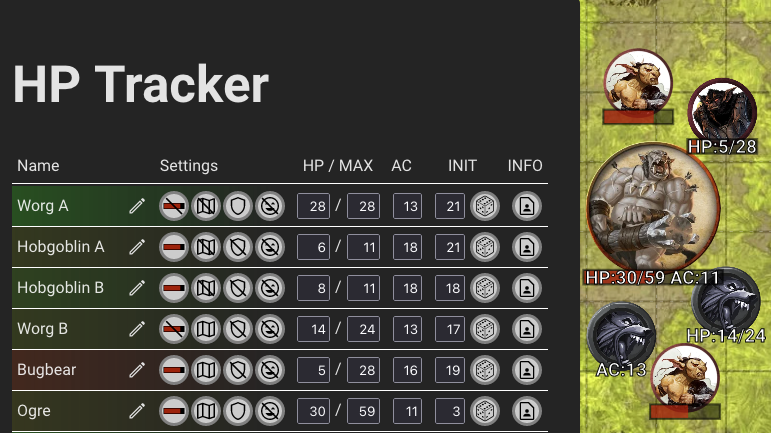 HP Tracker
Name Settings HP / MAX AC INIT INFO
Worg A 28 / 28 13 21
Hobgoblin A 6 / 11 18 21
Hobgoblin B 8 / 11 18 18
Worg B 14 / 24 13 17
Bugbear 5 / 28 16 19
Ogre 30 / 59 11 3
HP:5/28
HP:30/59 AC:11
HP:14/24
AC:13